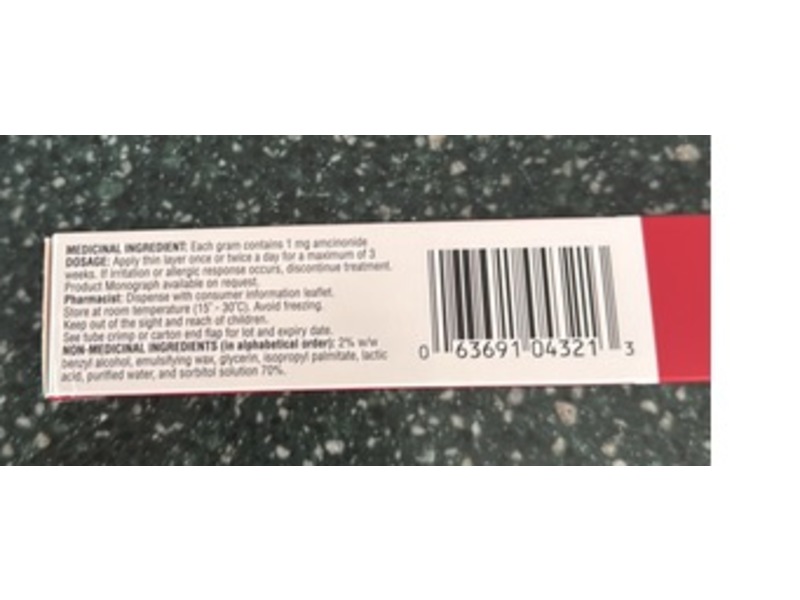 MEDICINAL INGREDIENT: Each gram contains 1 mg amcinonide
DOSAGE: Apply thin layer once or twice a day for a maximum of 3
weeks. If irritation or allergic response occurs, discontinue treatment.
Product Monograph available on request.
Pharmacist: Dispense with consumer information leaflet.
Store at room temperature (15° - 30°C). Avoid freezing.
Keep out of the sight and reach of children.
See tube crimp or carton end flap for lot and expiry date.
NON-MEDICINAL INGREDIENTS (in alphabetical order): 2% w/w
benzyl alcohol, emulsifying wax, glycerin, isopropyl palmitate, lactic
acid, purified water, and sorbitol solution 70%.
0 63691 04321 3